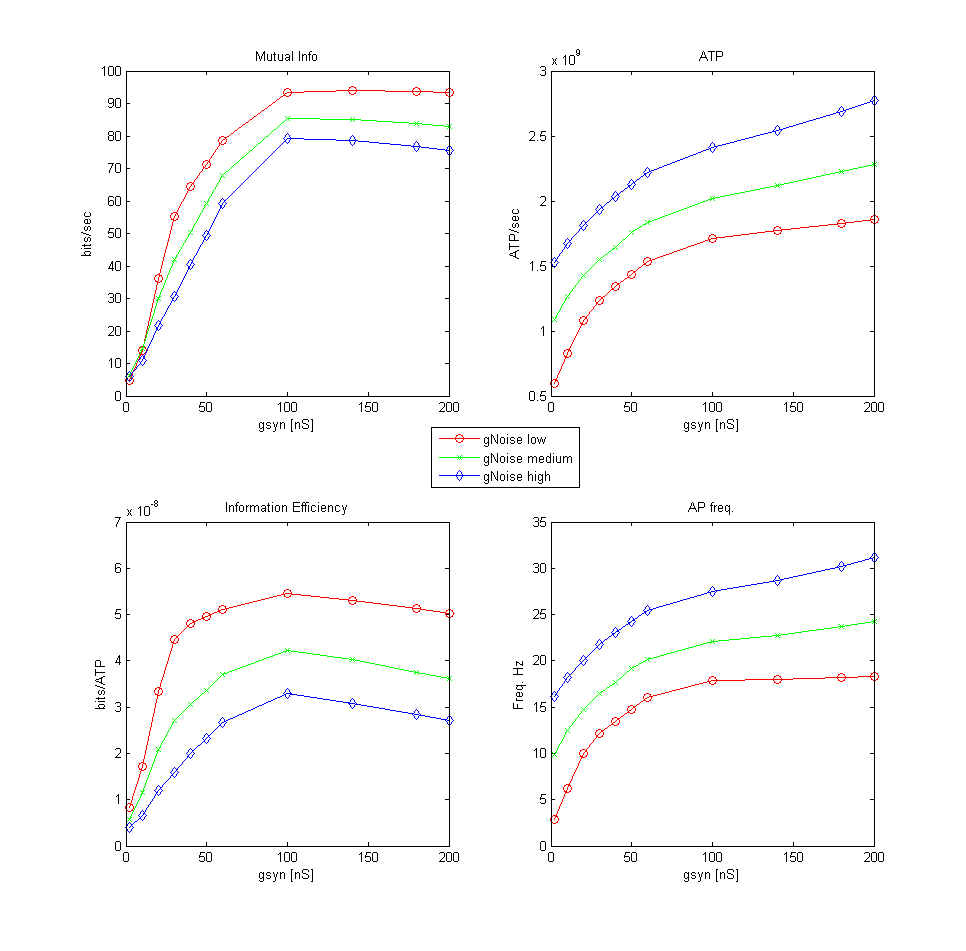 Mutual Info
100
90
80
70
60
50
40
30
20
10
0
bits/sec
0 50 100 150 200
gsyn [nS]
x 10^9
ATP
3
2.5
2
1.5
1
0.5
ATP/sec
0 50 100 150 200
gsyn [nS]
gNoise low
gNoise medium
gNoise high
x 10^-8
Information Efficiency
7
6
5
4
3
2
1
0
bits/ATP
0 50 100 150 200
gsyn [nS]
AP freq.
35
30
25
20
15
10
5
0
Freq. Hz
0 50 100 150 200
gsyn [nS]